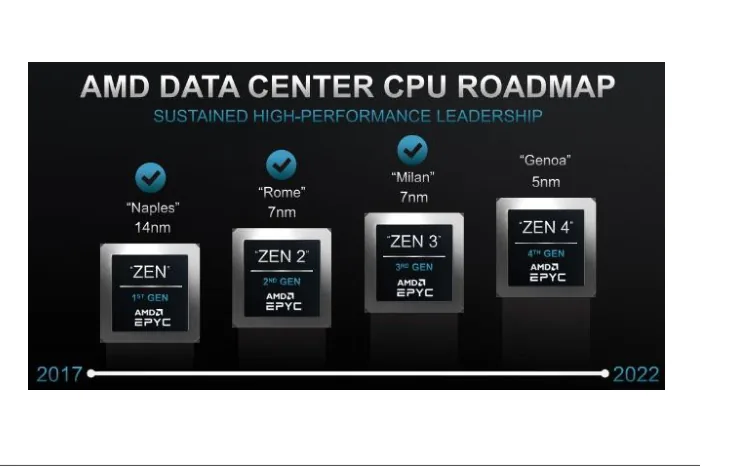 AMD DATA CENTER CPU ROADMAP
SUSTAINED HIGH-PERFORMANCE LEADERSHIP
“Naples”
14nm
“ZEN”
1ST GEN
AMD
EPYC
“Rome”
7nm
“ZEN 2”
2ND GEN
AMD
EPYC
“Milan”
7nm
“ZEN 3”
3RD GEN
AMD
EPYC
“Genoa”
5nm
“ZEN 4”
4TH GEN
AMD
EPYC
2017
2022